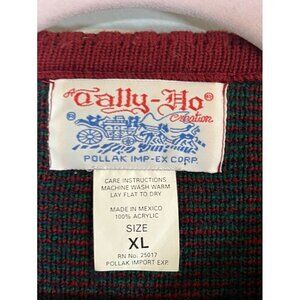 A
Tally-Ho
Creation
®
POLLAK IMP-EX CORP.
CARE INSTRUCTIONS
MACHINE WASH WARM
LAY FLAT TO DRY
MADE IN MEXICO
100% ACRYLIC
SIZE
XL
RN No. 25017
POLLAK IMPORT EXP.